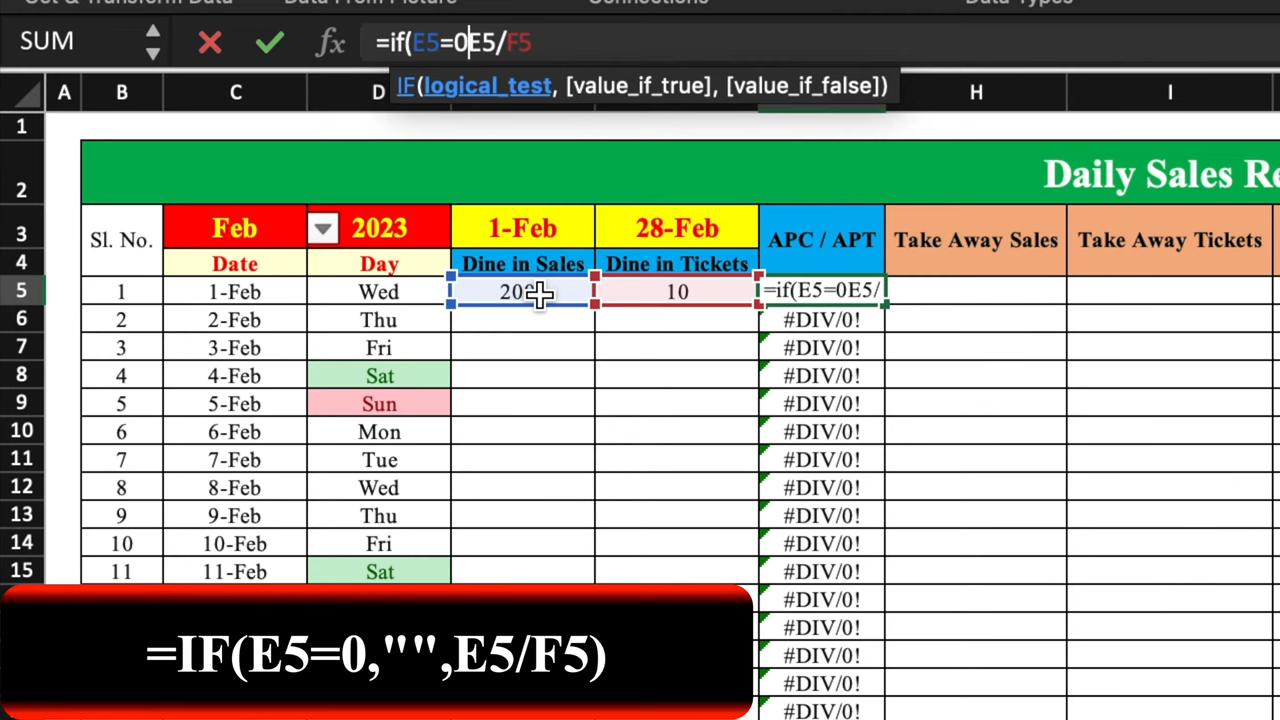 SUM fx =if(E5=0E5/F5
IF(logical_test, [value_if_true], [value_if_false])
A B C D H I
1
2 Daily Sales Re
3 Sl. No. Feb 2023 1-Feb 28-Feb APC / APT Take Away Sales Take Away Tickets
4 Date Day Dine in Sales Dine in Tickets
5 1 1-Feb Wed 10 =if(E5=0E5/
6 2 2-Feb Thu #DIV/0!
7 3 3-Feb Fri #DIV/0!
8 4 4-Feb Sat #DIV/0!
9 5 5-Feb Sun #DIV/0!
10 6 6-Feb Mon #DIV/0!
11 7 7-Feb Tue #DIV/0!
12 8 8-Feb Wed #DIV/0!
13 9 9-Feb Thu #DIV/0!
14 10 10-Feb Fri #DIV/0!
15 11 11-Feb Sat #DIV/0!
#DIV/0!
#DIV/0!
#DIV/0!
#DIV/0!
#DIV/0!
=IF(E5=0,"",E5/F5)